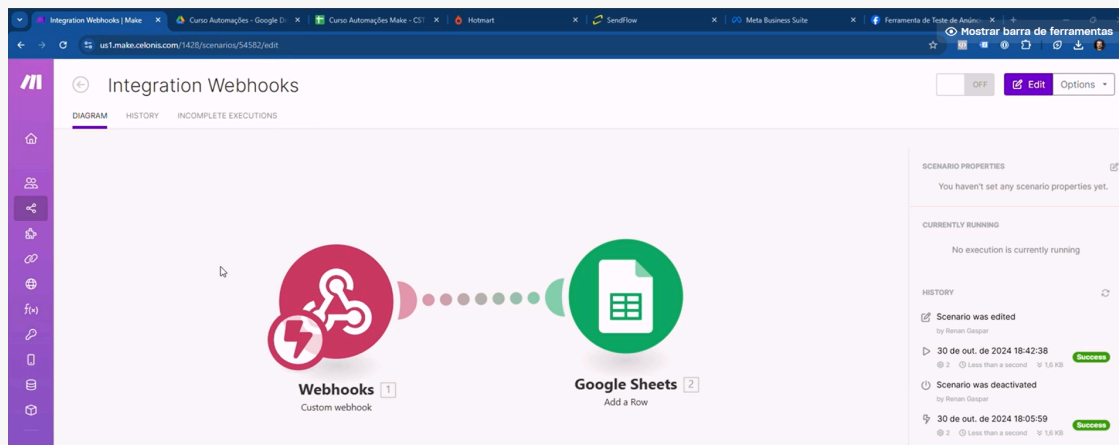 Integration Webhooks | Make
Curso Automações - Google Dr
Curso Automações Make - CST
Hotmart
SendFlow
Meta Business Suite
Ferramenta de Teste de Anúnc
Mostrar barra de ferramentas
us1.make.celonis.com/1428/scenarios/54582/edit
Integration Webhooks
OFF
Edit
Options
DIAGRAM
HISTORY
INCOMPLETE EXECUTIONS
SCENARIO PROPERTIES
You haven't set any scenario properties yet.
CURRENTLY RUNNING
No execution is currently running
HISTORY
Scenario was edited
by Renan Gaspar
30 de out. de 2024 18:42:38
Success
2 Less than a second 1,6 KB
Scenario was deactivated
by Renan Gaspar
30 de out. de 2024 18:05:59
Success
2 Less than a second 1,6 KB
f(x)
Webhooks 1
Custom webhook
Google Sheets 2
Add a Row